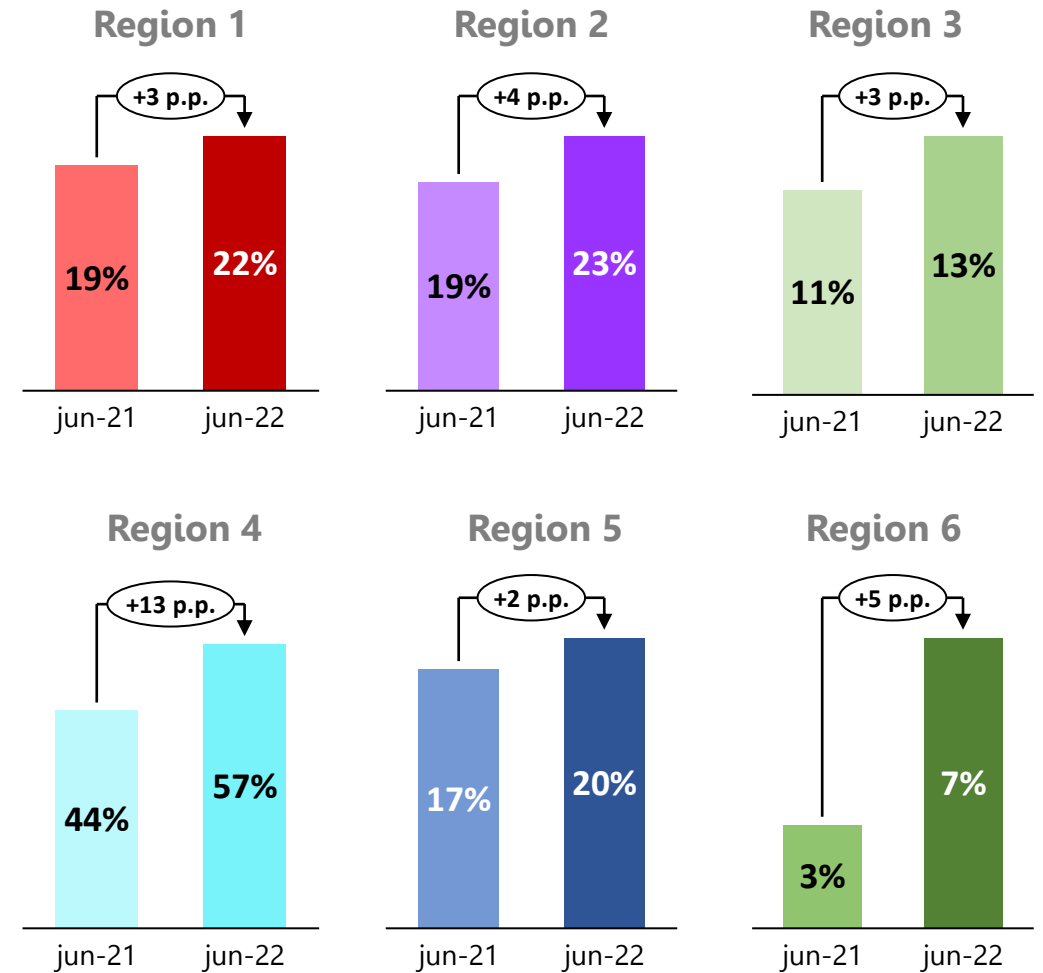 Region 1
+3 p.p.
19%
22%
jun-21
jun-22
Region 2
+4 p.p.
19%
23%
jun-21
jun-22
Region 3
+3 p.p.
11%
13%
jun-21
jun-22
Region 4
+13 p.p.
44%
57%
jun-21
jun-22
Region 5
+2 p.p.
17%
20%
jun-21
jun-22
Region 6
+5 p.p.
3%
7%
jun-21
jun-22